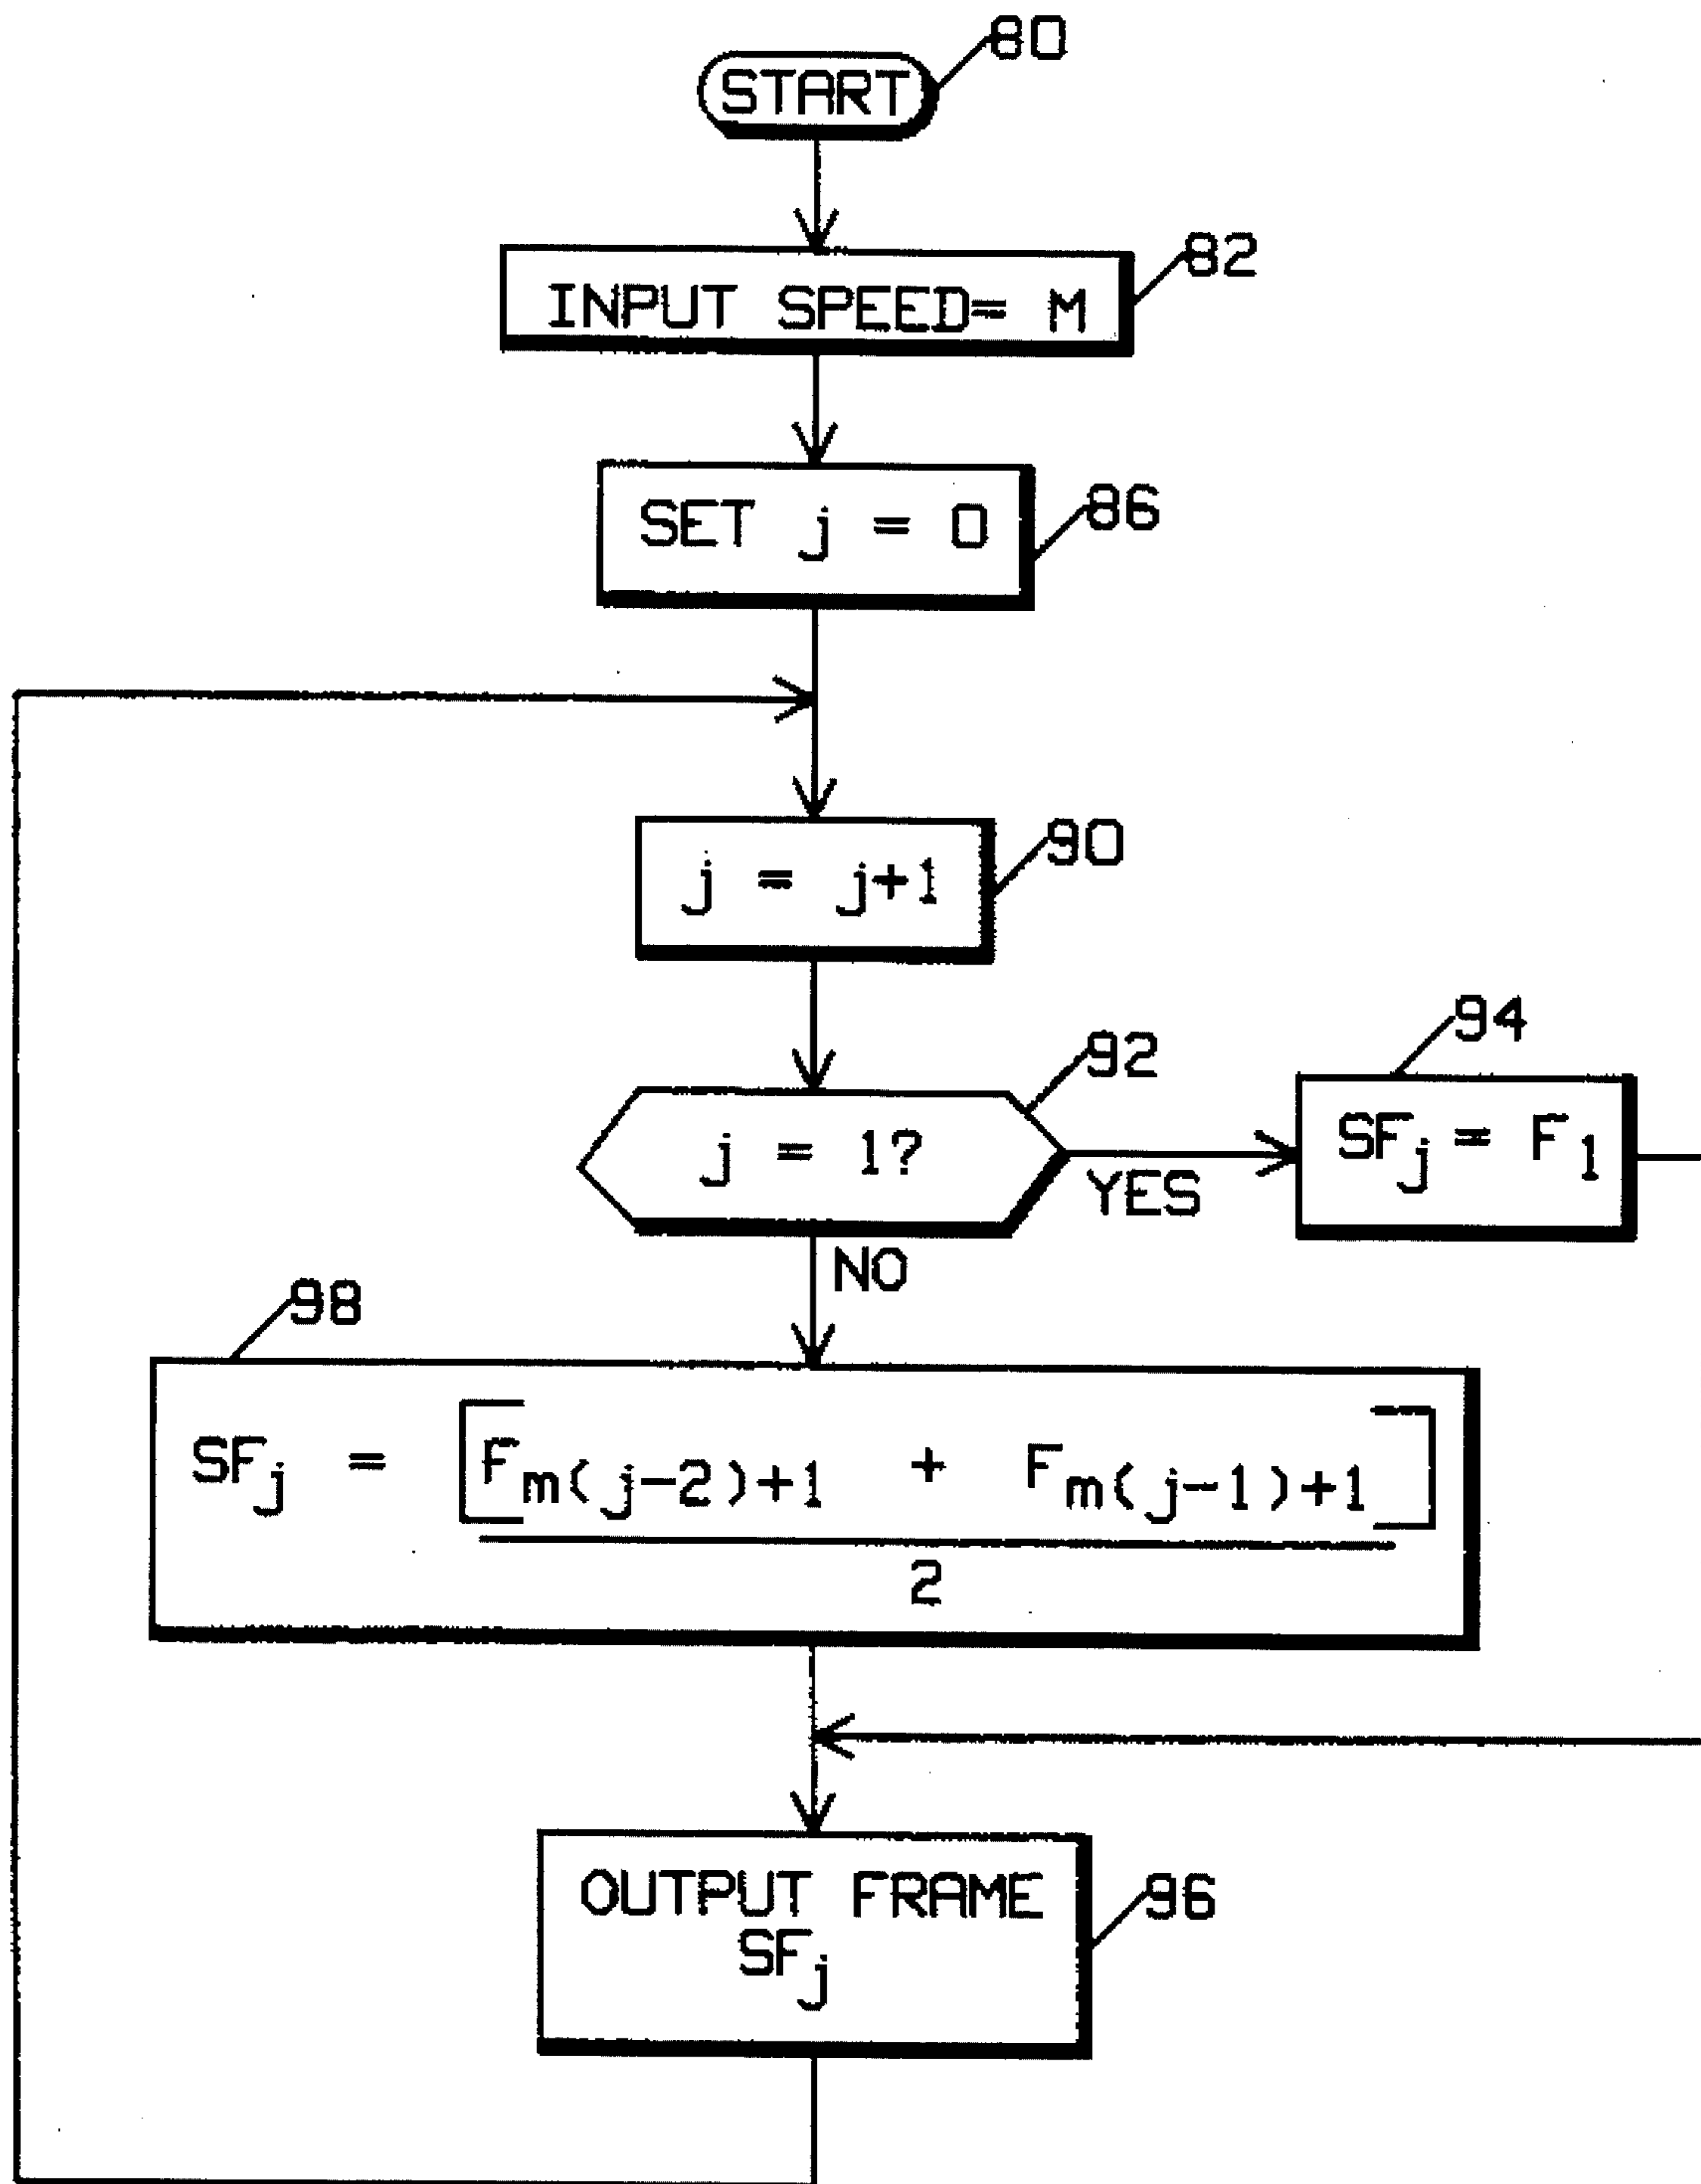 80
START
82
INPUT SPEED= M
86
SET j = 0
90
j = j+1
92
j = 1?
YES
94
SFj = F1
NO
98
SFj = [Fm(j-2)+1 + Fm(j-1)+1]
2
OUTPUT FRAME
SFj
96